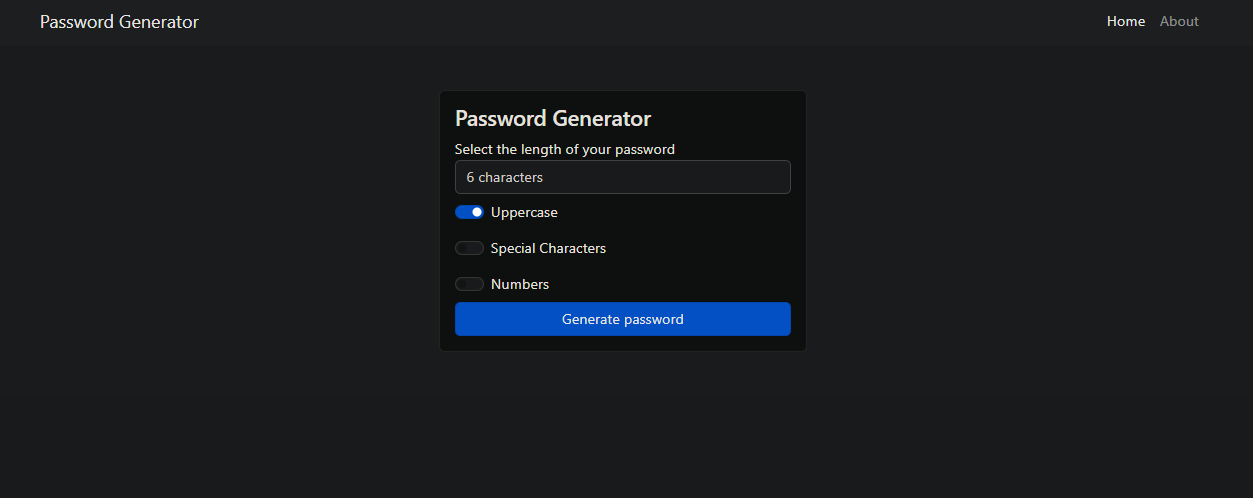 Password Generator
Home About
Password Generator
Select the length of your password
6 characters
Uppercase
Special Characters
Numbers
Generate password